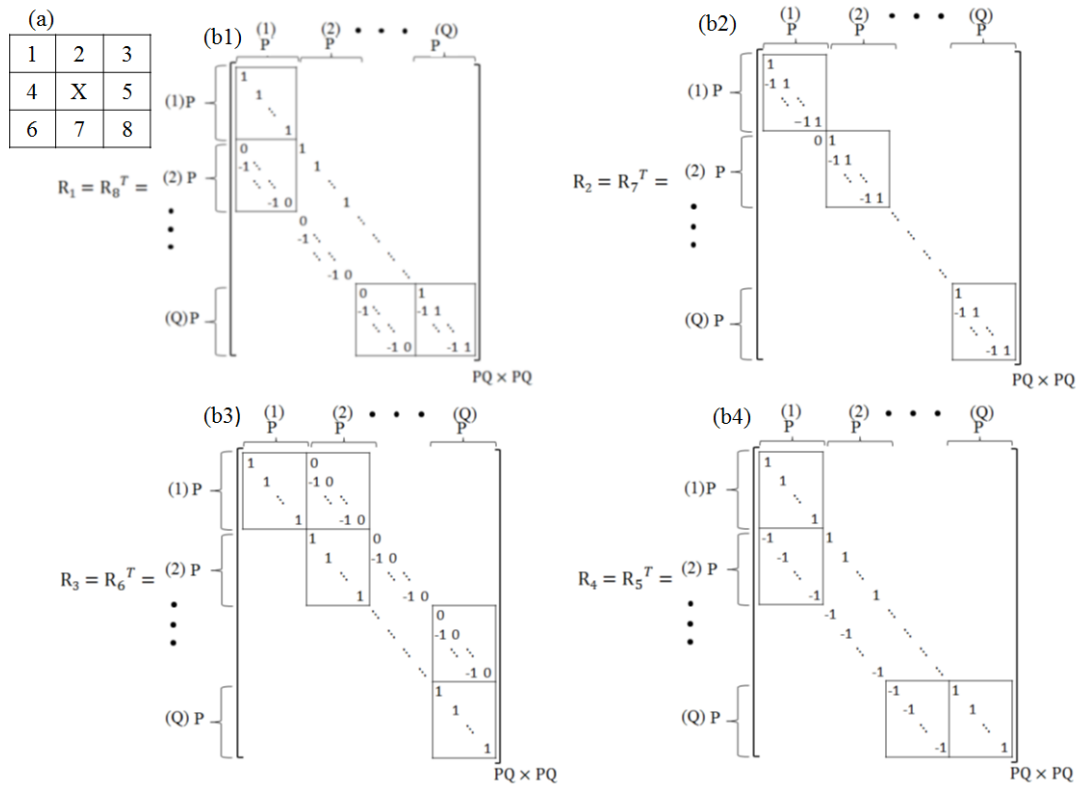 (a)
1 2 3
4 X 5
6 7 8
(b1)
(1) (2) • • • (Q)
P P P
(1)P
(2) P
•
•
•
(Q)P
R₁ = R₈ᵀ =
1
1
⋱
1
0 1
-1 ⋱ 1
⋱ ⋱ ⋱
-1 0 1
0 ⋱
-1 ⋱ ⋱
⋱ ⋱ ⋱
-1 0 ⋱
0 1
-1 ⋱ -1 1
⋱ ⋱ ⋱ ⋱
-1 0 -1 1
PQ × PQ
(b2)
(1) (2) • • • (Q)
P P P
(1) P
(2) P
•
•
•
(Q) P
R₂ = R₇ᵀ =
1
-1 1
⋱ ⋱
-1 1
0 1
-1 1
⋱ ⋱
-1 1
⋱
1
-1 1
⋱ ⋱
-1 1
PQ × PQ
(b3)
(1) (2) • • • (Q)
P P P
(1) P
(2) P
•
•
•
(Q) P
R₃ = R₆ᵀ =
1 0
1 -1 0
⋱ ⋱ ⋱
1 -1 0
1 0
1 -1 0
⋱ ⋱ ⋱
1 -1 0
⋱ 0
⋱ -1 0
⋱ ⋱ ⋱
⋱ -1 0
1
1
⋱
1
PQ × PQ
(b4)
(1) (2) • • • (Q)
P P P
(1)P
(2) P
•
•
•
(Q) P
R₄ = R₅ᵀ =
1
1
⋱
1
-1 1
-1 1
⋱ ⋱
-1 1
-1 ⋱
-1 ⋱
⋱ ⋱
-1 ⋱
-1 1
-1 1
⋱ ⋱
-1 1
PQ × PQ